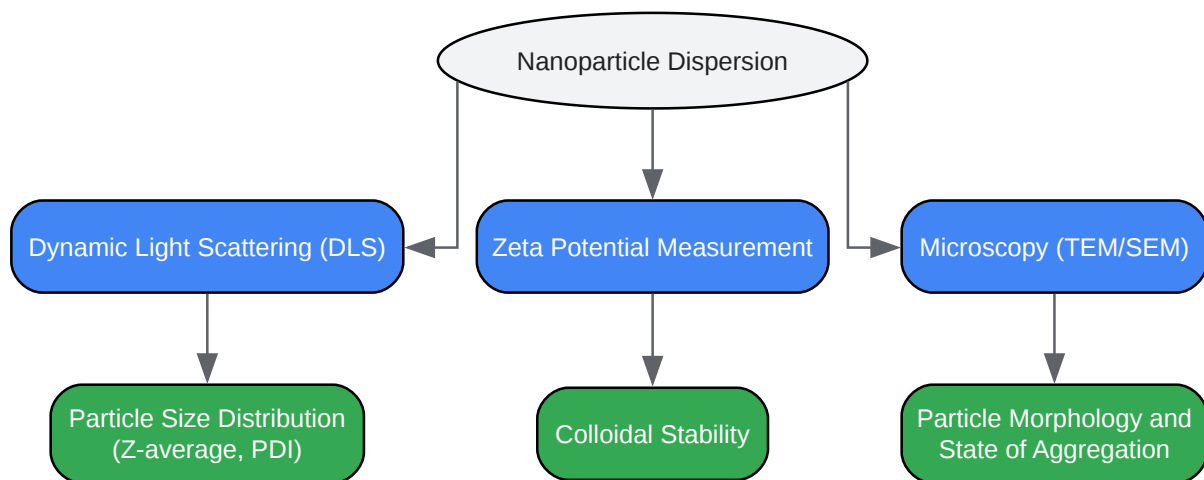 Nanoparticle Dispersion
Dynamic Light Scattering (DLS)
Zeta Potential Measurement
Microscopy (TEM/SEM)
Particle Size Distribution
(Z-average, PDI)
Colloidal Stability
Particle Morphology and
State of Aggregation